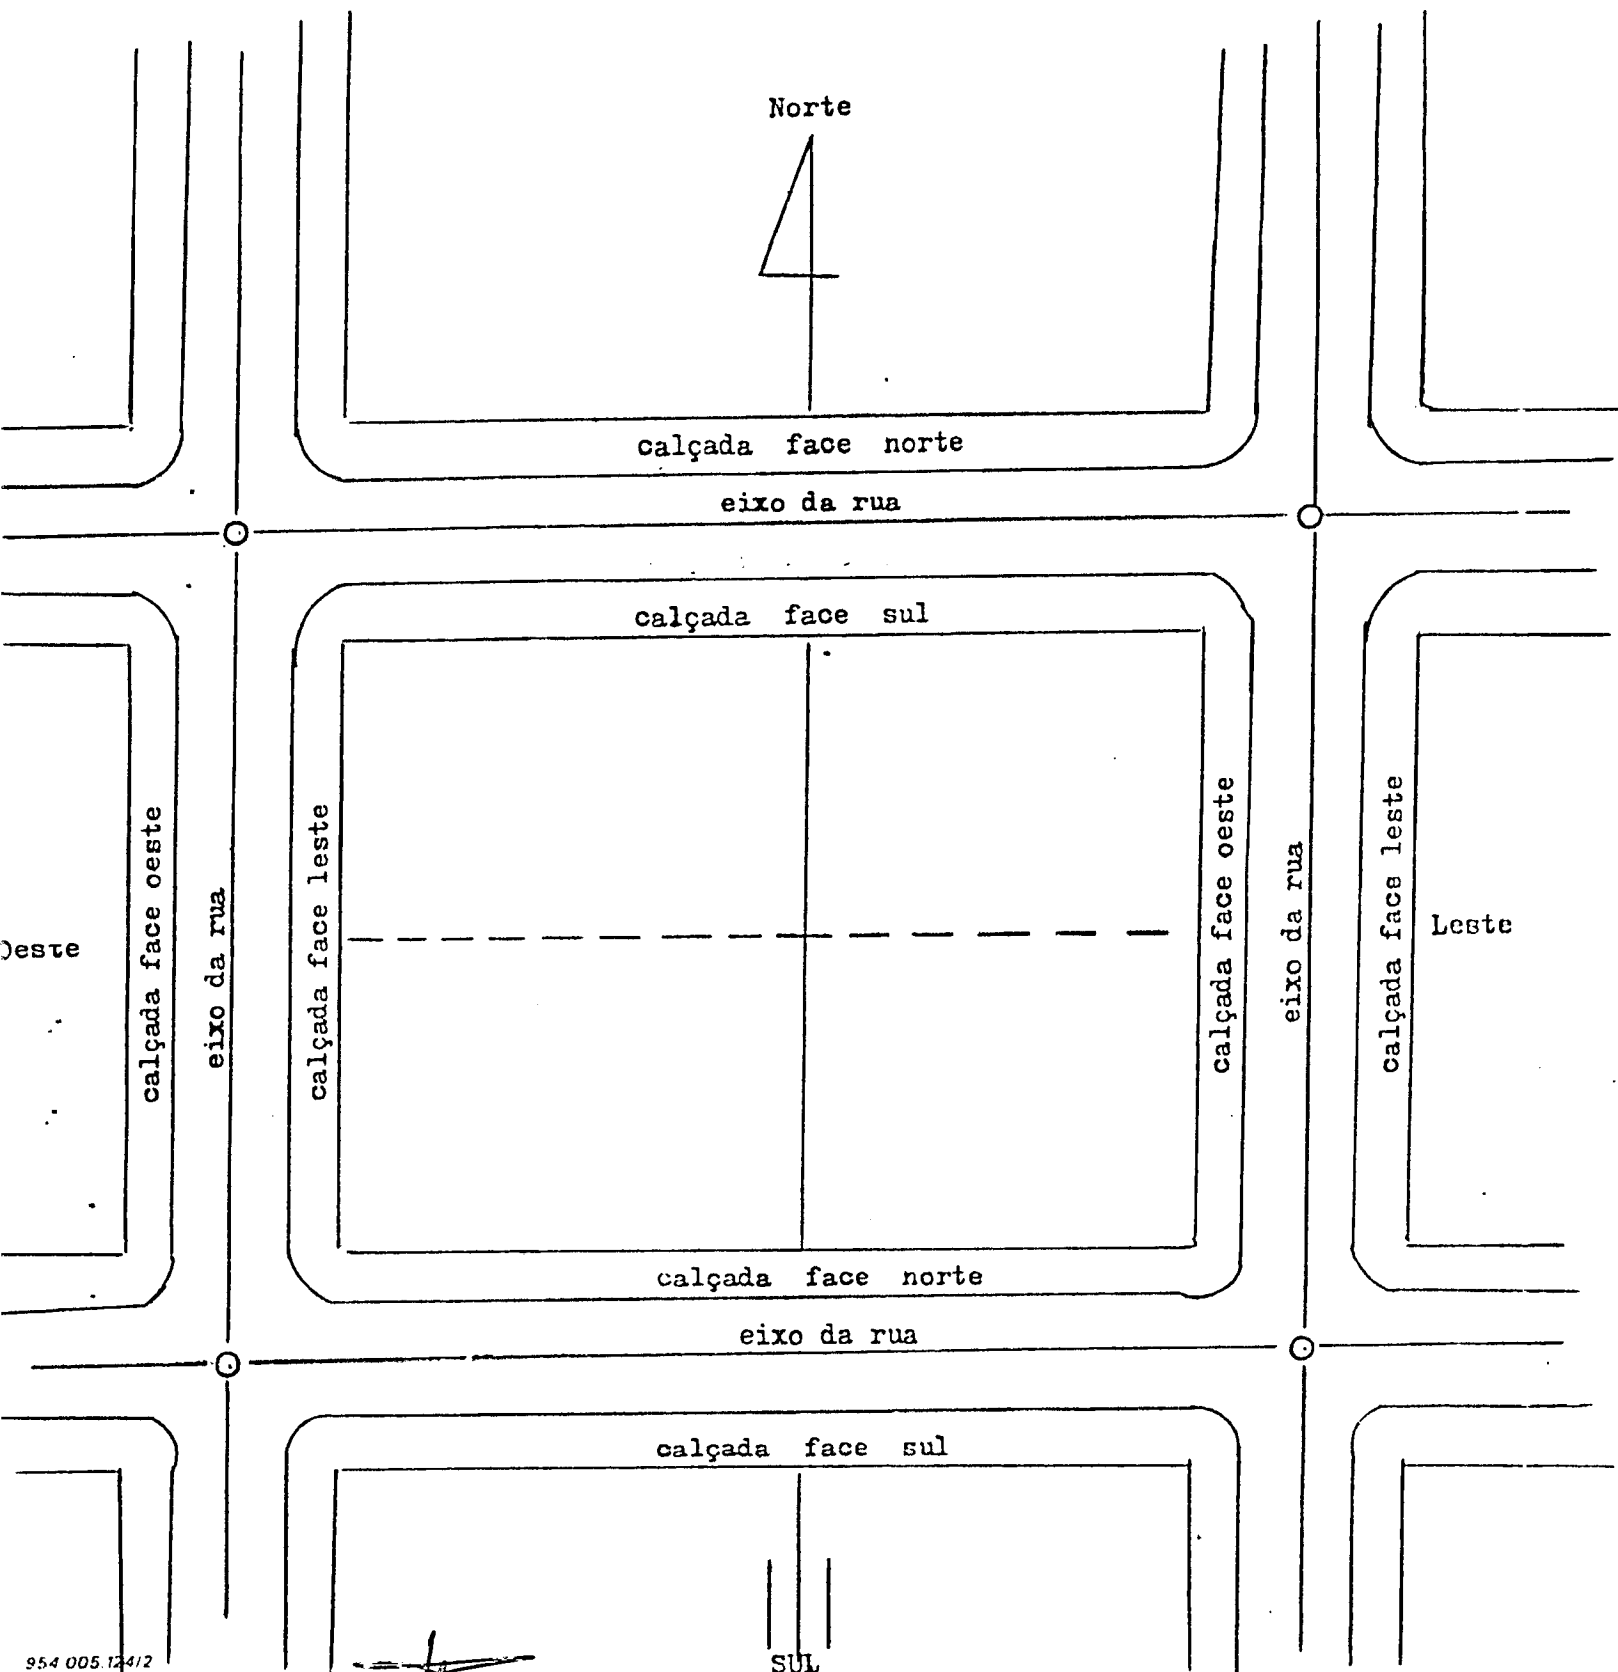 Norte
calçada face norte
eixo da rua
calçada face sul
calçada face oeste
eixo da rua
calçada face leste
calçada face oeste
eixo da rua
calçada face leste
Oeste
Leste
calçada face norte
eixo da rua
calçada face sul
SUL
954 005.124/2